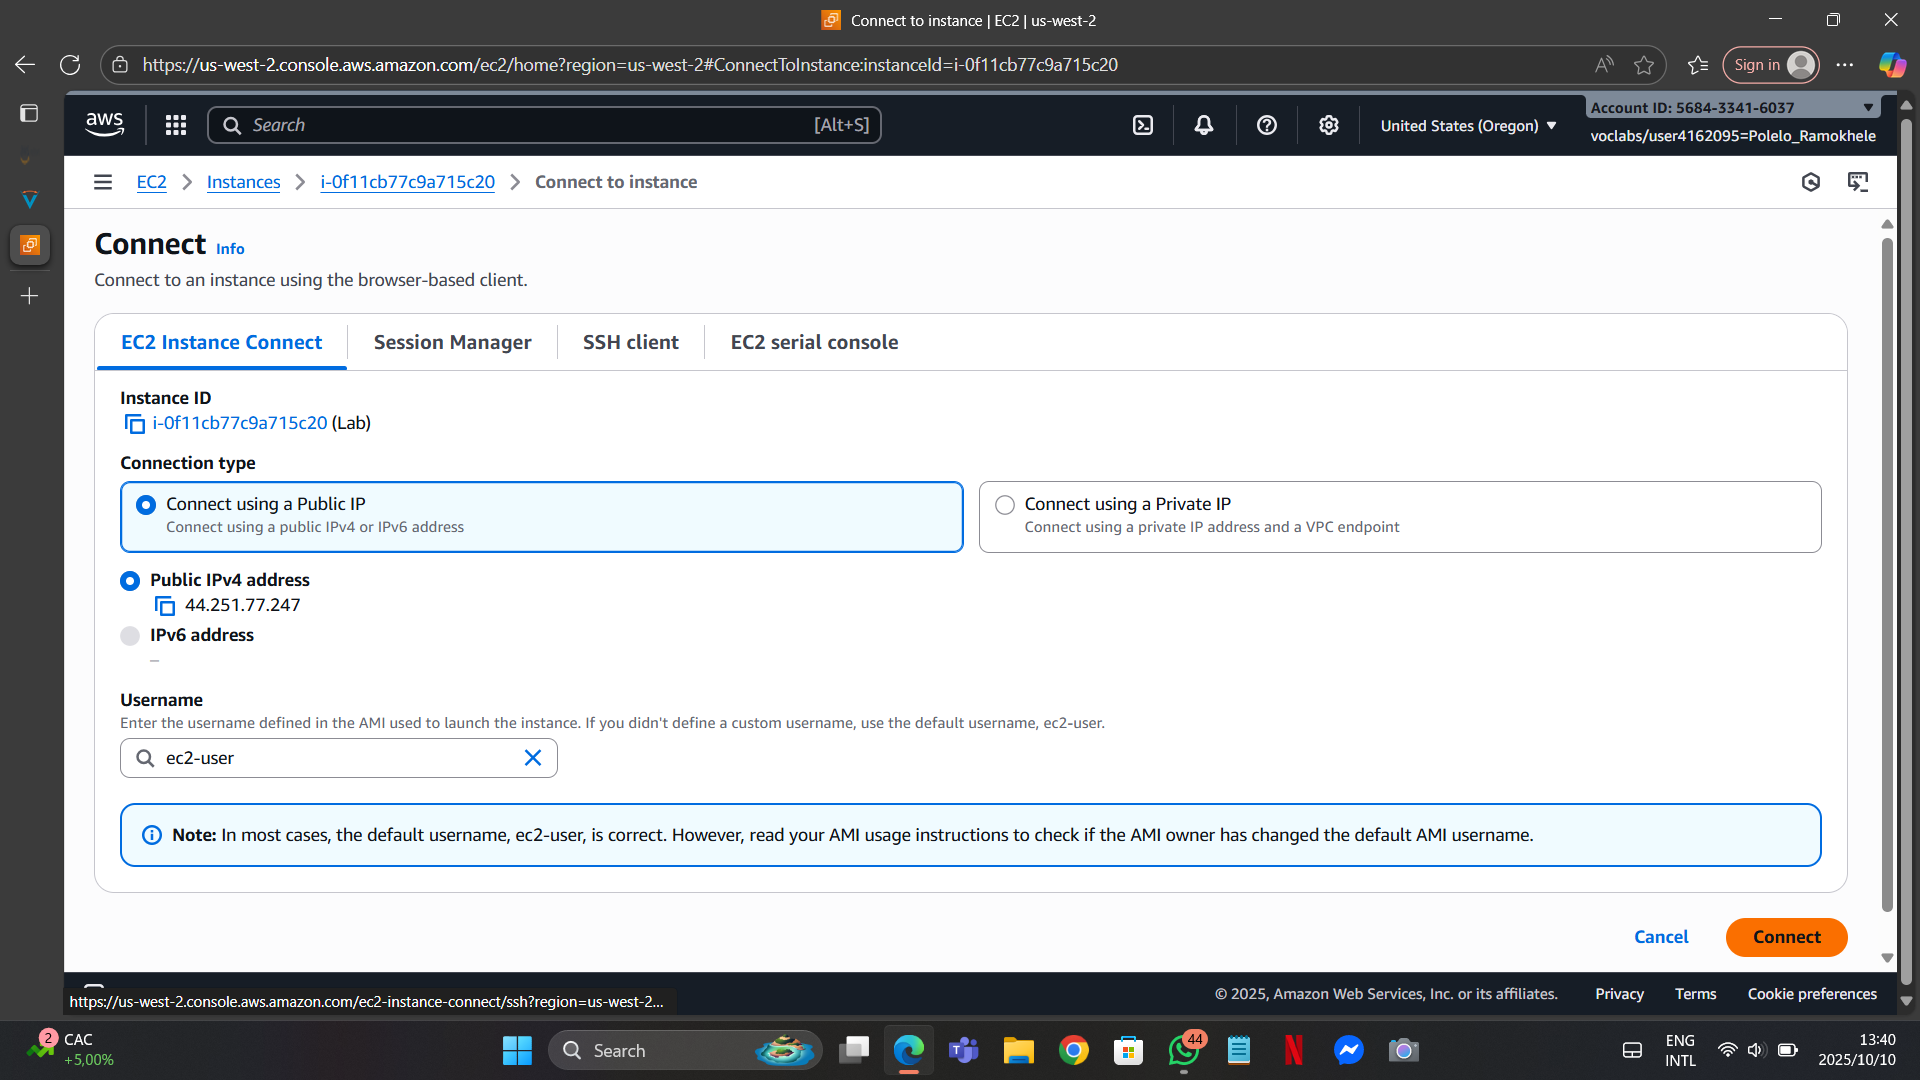 Connect to instance | EC2 | us-west-2
https://us-west-2.console.aws.amazon.com/ec2/home?region=us-west-2#ConnectToInstance:instanceId=i-0f11cb77c9a715c20
Sign in
aws
Search
[Alt+S]
United States (Oregon)
Account ID: 5684-3341-6037
voclabs/user4162095=Polelo_Ramokhele
EC2
Instances
i-0f11cb77c9a715c20
Connect to instance
Connect Info
Connect to an instance using the browser-based client.
EC2 Instance Connect
Session Manager
SSH client
EC2 serial console
Instance ID
i-0f11cb77c9a715c20 (Lab)
Connection type
Connect using a Public IP
Connect using a public IPv4 or IPv6 address
Connect using a Private IP
Connect using a private IP address and a VPC endpoint
Public IPv4 address
44.251.77.247
IPv6 address
–
Username
Enter the username defined in the AMI used to launch the instance. If you didn't define a custom username, use the default username, ec2-user.
ec2-user
Note: In most cases, the default username, ec2-user, is correct. However, read your AMI usage instructions to check if the AMI owner has changed the default AMI username.
Cancel
Connect
https://us-west-2.console.aws.amazon.com/ec2-instance-connect/ssh?region=us-west-2...
© 2025, Amazon Web Services, Inc. or its affiliates.
Privacy
Terms
Cookie preferences
2
CAC
+5,00%
Search
44
ENG
INTL
13:40
2025/10/10